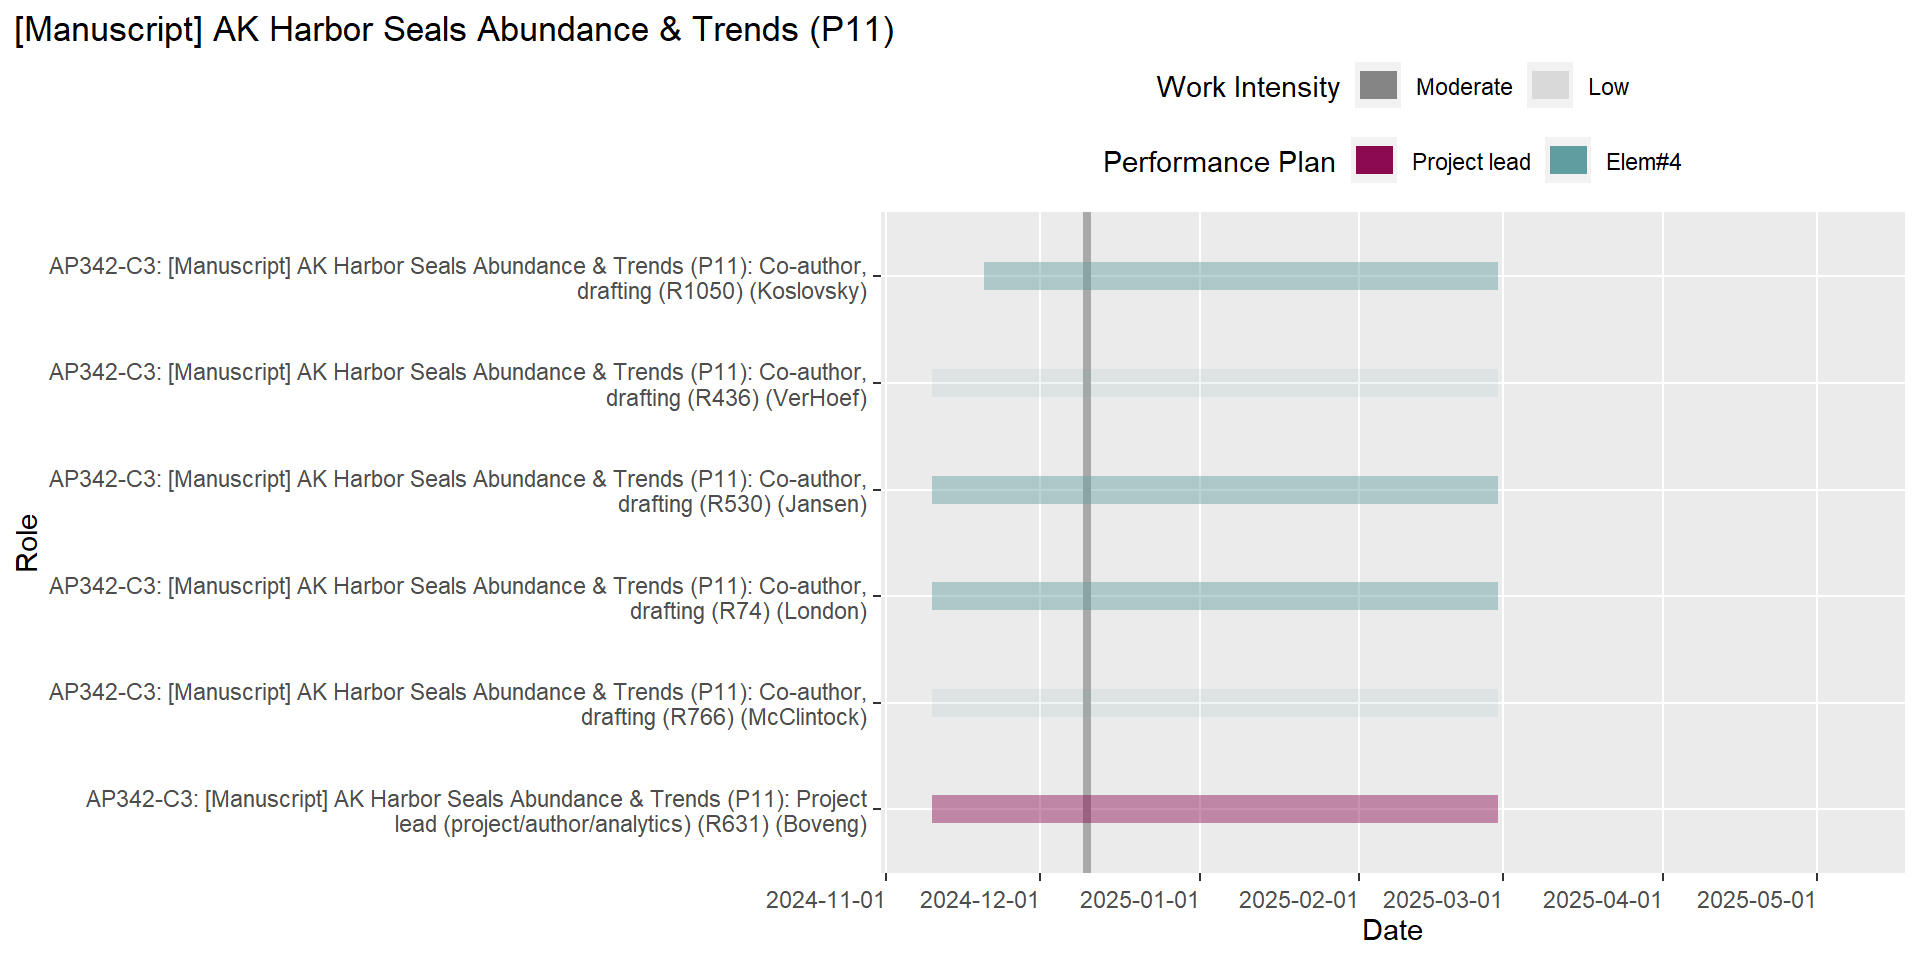 [Manuscript] AK Harbor Seals Abundance & Trends (P11)
Work Intensity Moderate Low
Performance Plan Project lead Elem#4
AP342-C3: [Manuscript] AK Harbor Seals Abundance & Trends (P11): Co-author,
drafting (R1050) (Koslovsky)
AP342-C3: [Manuscript] AK Harbor Seals Abundance & Trends (P11): Co-author,
drafting (R436) (VerHoef)
AP342-C3: [Manuscript] AK Harbor Seals Abundance & Trends (P11): Co-author,
drafting (R530) (Jansen)
AP342-C3: [Manuscript] AK Harbor Seals Abundance & Trends (P11): Co-author,
drafting (R74) (London)
AP342-C3: [Manuscript] AK Harbor Seals Abundance & Trends (P11): Co-author,
drafting (R766) (McClintock)
AP342-C3: [Manuscript] AK Harbor Seals Abundance & Trends (P11): Project
lead (project/author/analytics) (R631) (Boveng)
Role
2024-11-01 2024-12-01 2025-01-01 2025-02-01 2025-03-01 2025-04-01 2025-05-01
Date